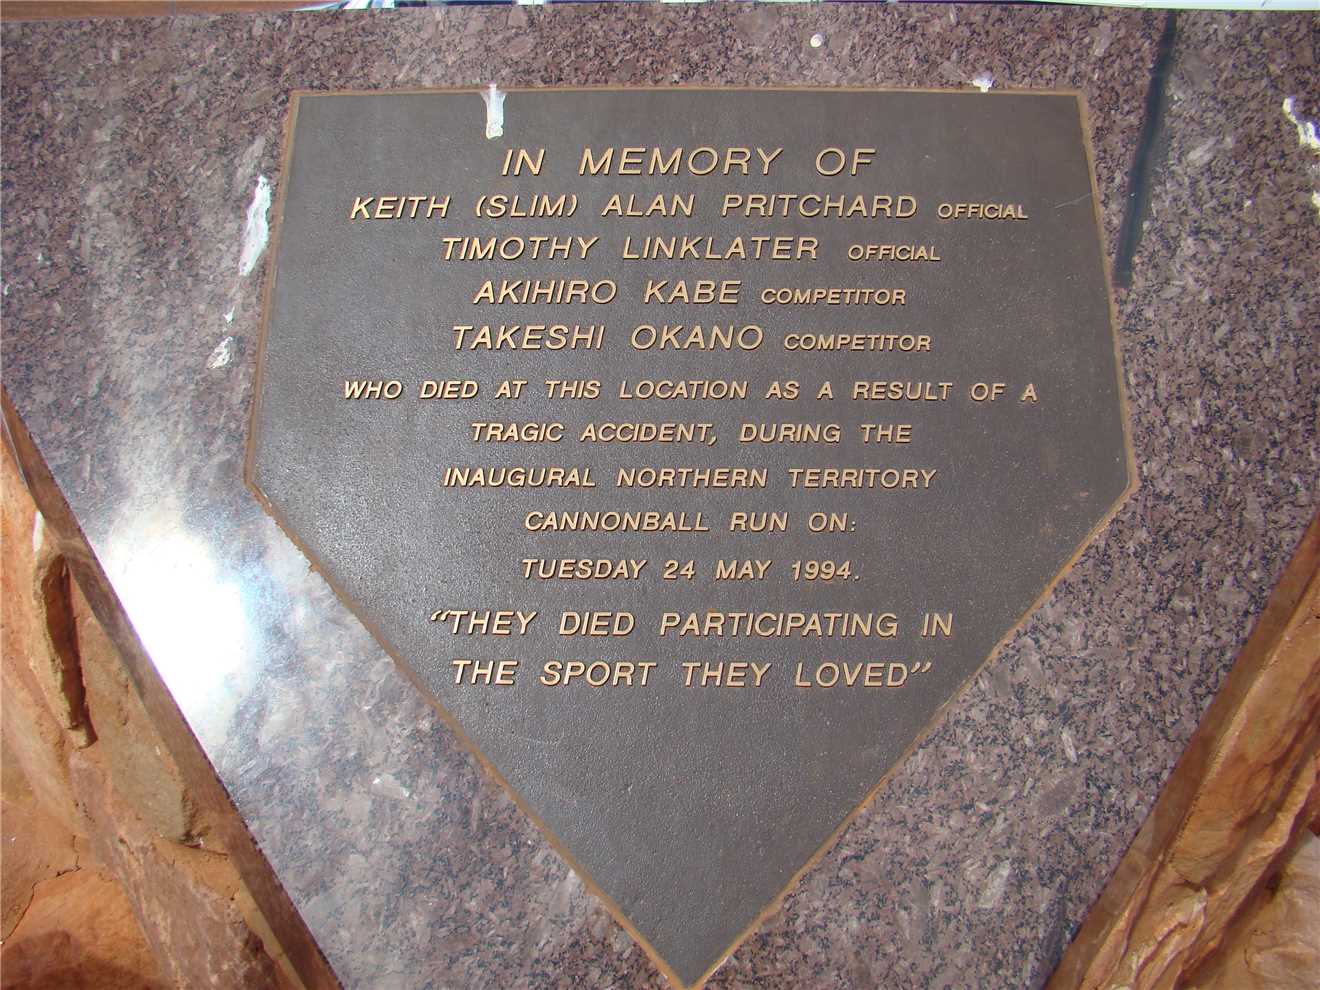 IN MEMORY OF
KEITH (SLIM) ALAN PRITCHARD OFFICIAL
TIMOTHY LINKLATER OFFICIAL
AKIHIRO KABE COMPETITOR
TAKESHI OKANO COMPETITOR
WHO DIED AT THIS LOCATION AS A RESULT OF A
TRAGIC ACCIDENT, DURING THE
INAUGURAL NORTHERN TERRITORY
CANNONBALL RUN ON:
TUESDAY 24 MAY 1994.
"THEY DIED PARTICIPATING IN
THE SPORT THEY LOVED"